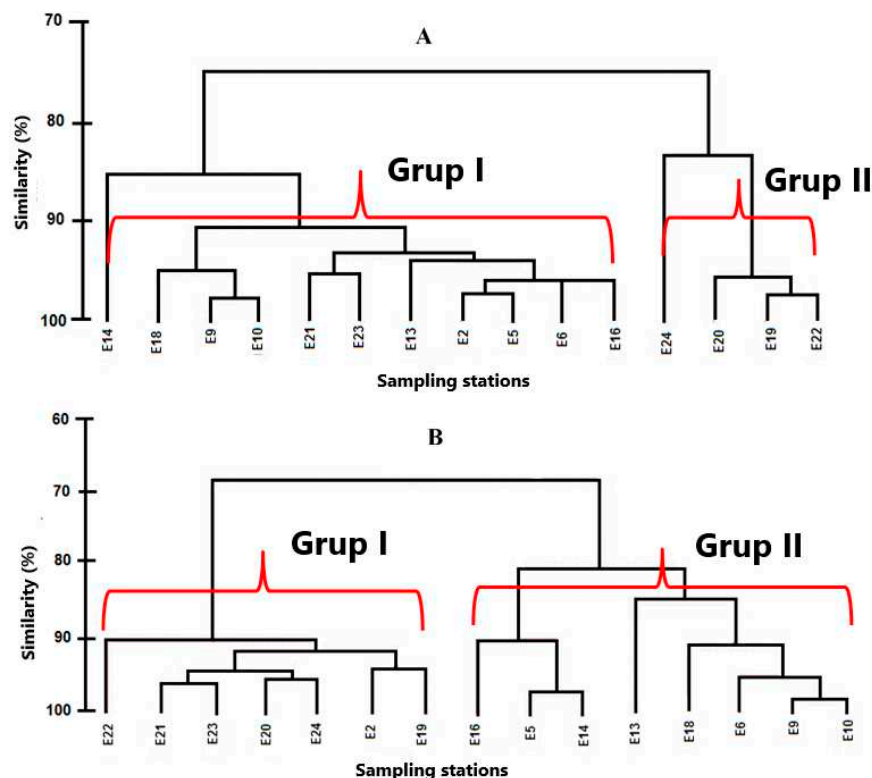 70
A
80
90
100
Similarity (%)
Grup I
Grup II
E14 E18 E9 E10 E21 E23 E13 E2 E5 E6 E16 E24 E20 E19 E22
Sampling stations
60
B
70
80
90
100
Similarity (%)
Grup I
Grup II
E22 E21 E23 E20 E24 E2 E19 E16 E5 E14 E13 E18 E6 E9 E10
Sampling stations